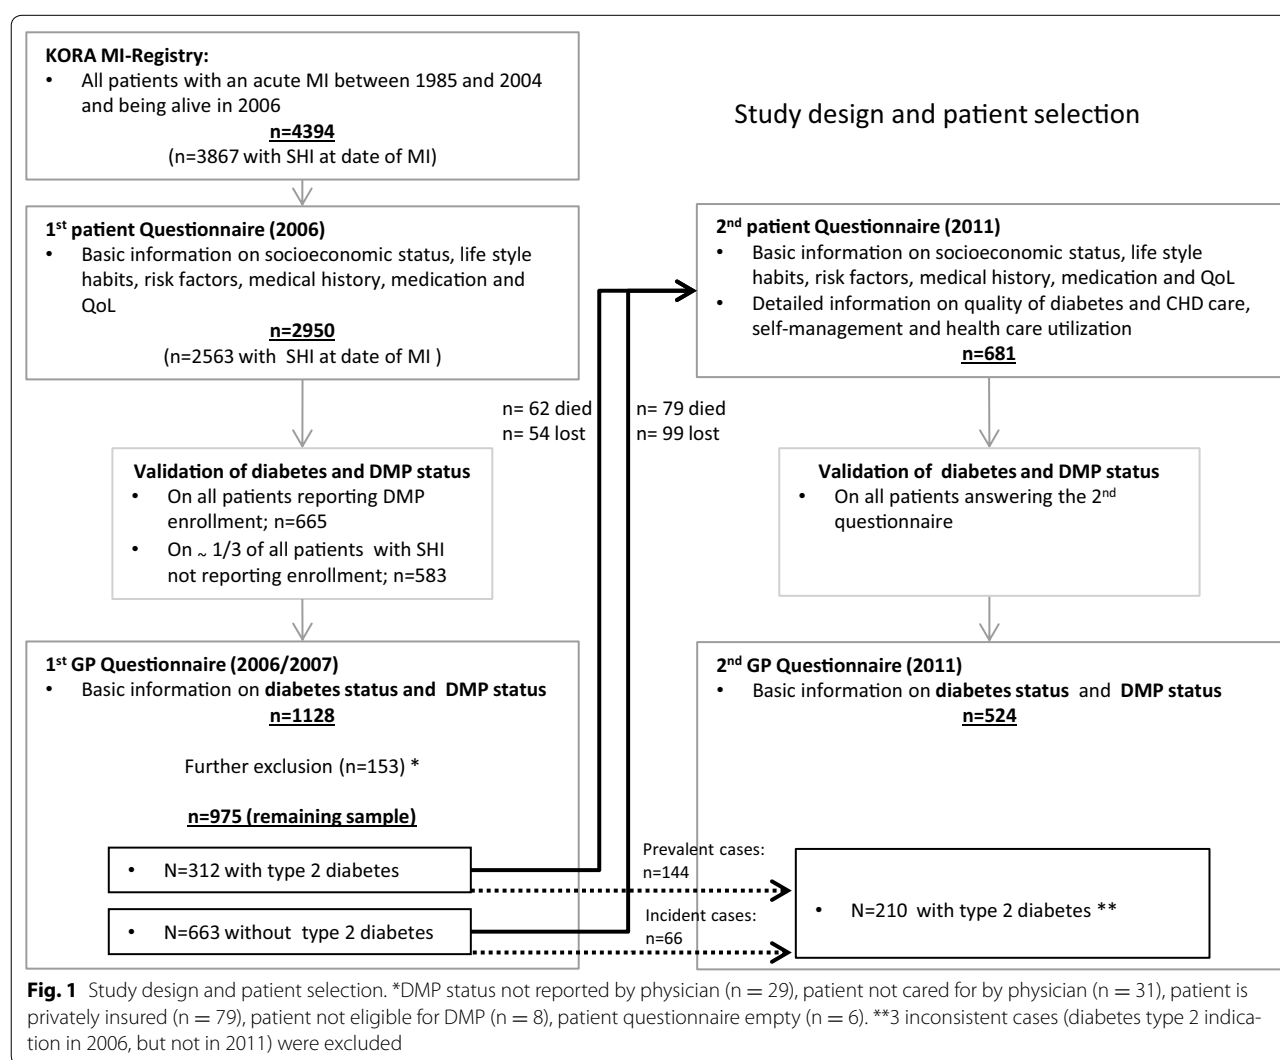 KORA MI-Registry:
• All patients with an acute MI between 1985 and 2004
and being alive in 2006
n=4394
(n=3867 with SHI at date of MI)
Study design and patient selection
1st patient Questionnaire (2006)
• Basic information on socioeconomic status, life style
habits, risk factors, medical history, medication and
QoL
n=2950
(n=2563 with SHI at date of MI )
2nd patient Questionnaire (2011)
• Basic information on socioeconomic status, life style
habits, risk factors, medical history, medication and QoL
• Detailed information on quality of diabetes and CHD care,
self-management and health care utilization
n=681
n= 62 died
n= 54 lost
n= 79 died
n= 99 lost
Validation of diabetes and DMP status
• On all patients reporting DMP
enrollment; n=665
• On ~ 1/3 of all patients with SHI
not reporting enrollment; n=583
Validation of diabetes and DMP status
• On all patients answering the 2nd
questionnaire
1st GP Questionnaire (2006/2007)
• Basic information on diabetes status and DMP status
n=1128
Further exclusion (n=153) *
n=975 (remaining sample)
• N=312 with type 2 diabetes
• N=663 without type 2 diabetes
Prevalent cases:
n=144
Incident cases:
n=66
2nd GP Questionnaire (2011)
• Basic information on diabetes status and DMP status
n=524
• N=210 with type 2 diabetes **
Fig. 1 Study design and patient selection. *DMP status not reported by physician (n = 29), patient not cared for by physician (n = 31), patient is
privately insured (n = 79), patient not eligible for DMP (n = 8), patient questionnaire empty (n = 6). **3 inconsistent cases (diabetes type 2 indica-
tion in 2006, but not in 2011) were excluded